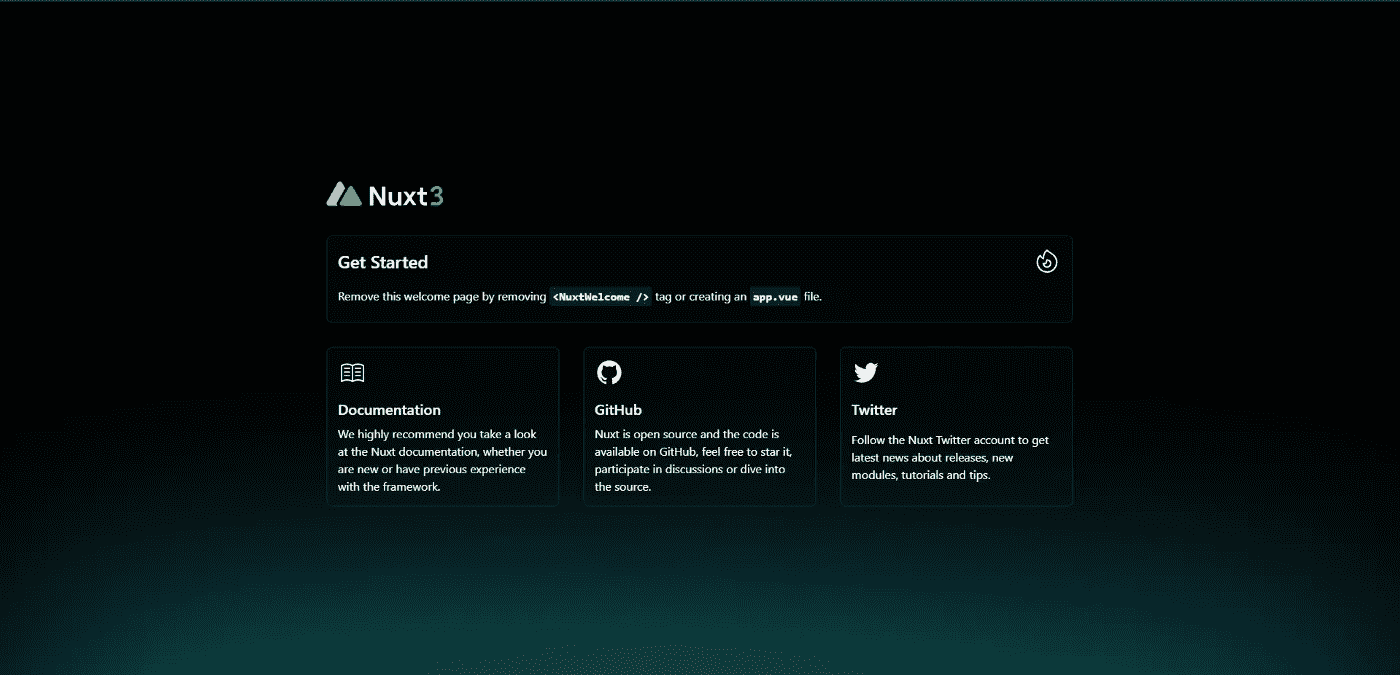 Nuxt3
Get Started
Remove this welcome page by removing <NuxtWelcome /> tag or creating an app.vue file.
Documentation
We highly recommend you take a look
at the Nuxt documentation, whether you
are new or have previous experience
with the framework.
GitHub
Nuxt is open source and the code is
available on GitHub, feel free to star it,
participate in discussions or dive into
the source.
Twitter
Follow the Nuxt Twitter account to get
latest news about releases, new
modules, tutorials and tips.